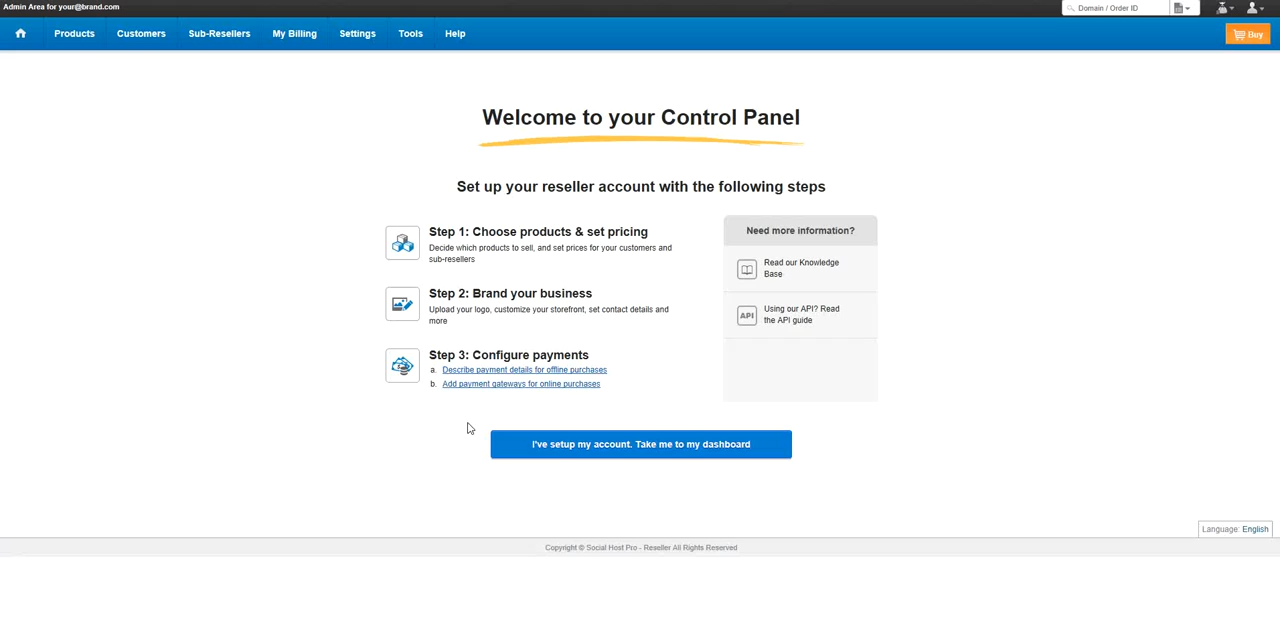 Admin Area for your@brand.com
Domain / Order ID
Products
Customers
Sub-Resellers
My Billing
Settings
Tools
Help
Buy
Welcome to your Control Panel
Set up your reseller account with the following steps
Step 1: Choose products & set pricing
Decide which products to sell, and set prices for your customers and
sub-resellers
Step 2: Brand your business
Upload your logo, customize your storefront, set contact details and
more
Step 3: Configure payments
a. Describe payment details for offline purchases
b. Add payment gateways for online purchases
Need more information?
Read our Knowledge
Base
API
Using our API? Read
the API guide
I've setup my account. Take me to my dashboard
Language: English
Copyright © Social Host Pro - Reseller All Rights Reserved